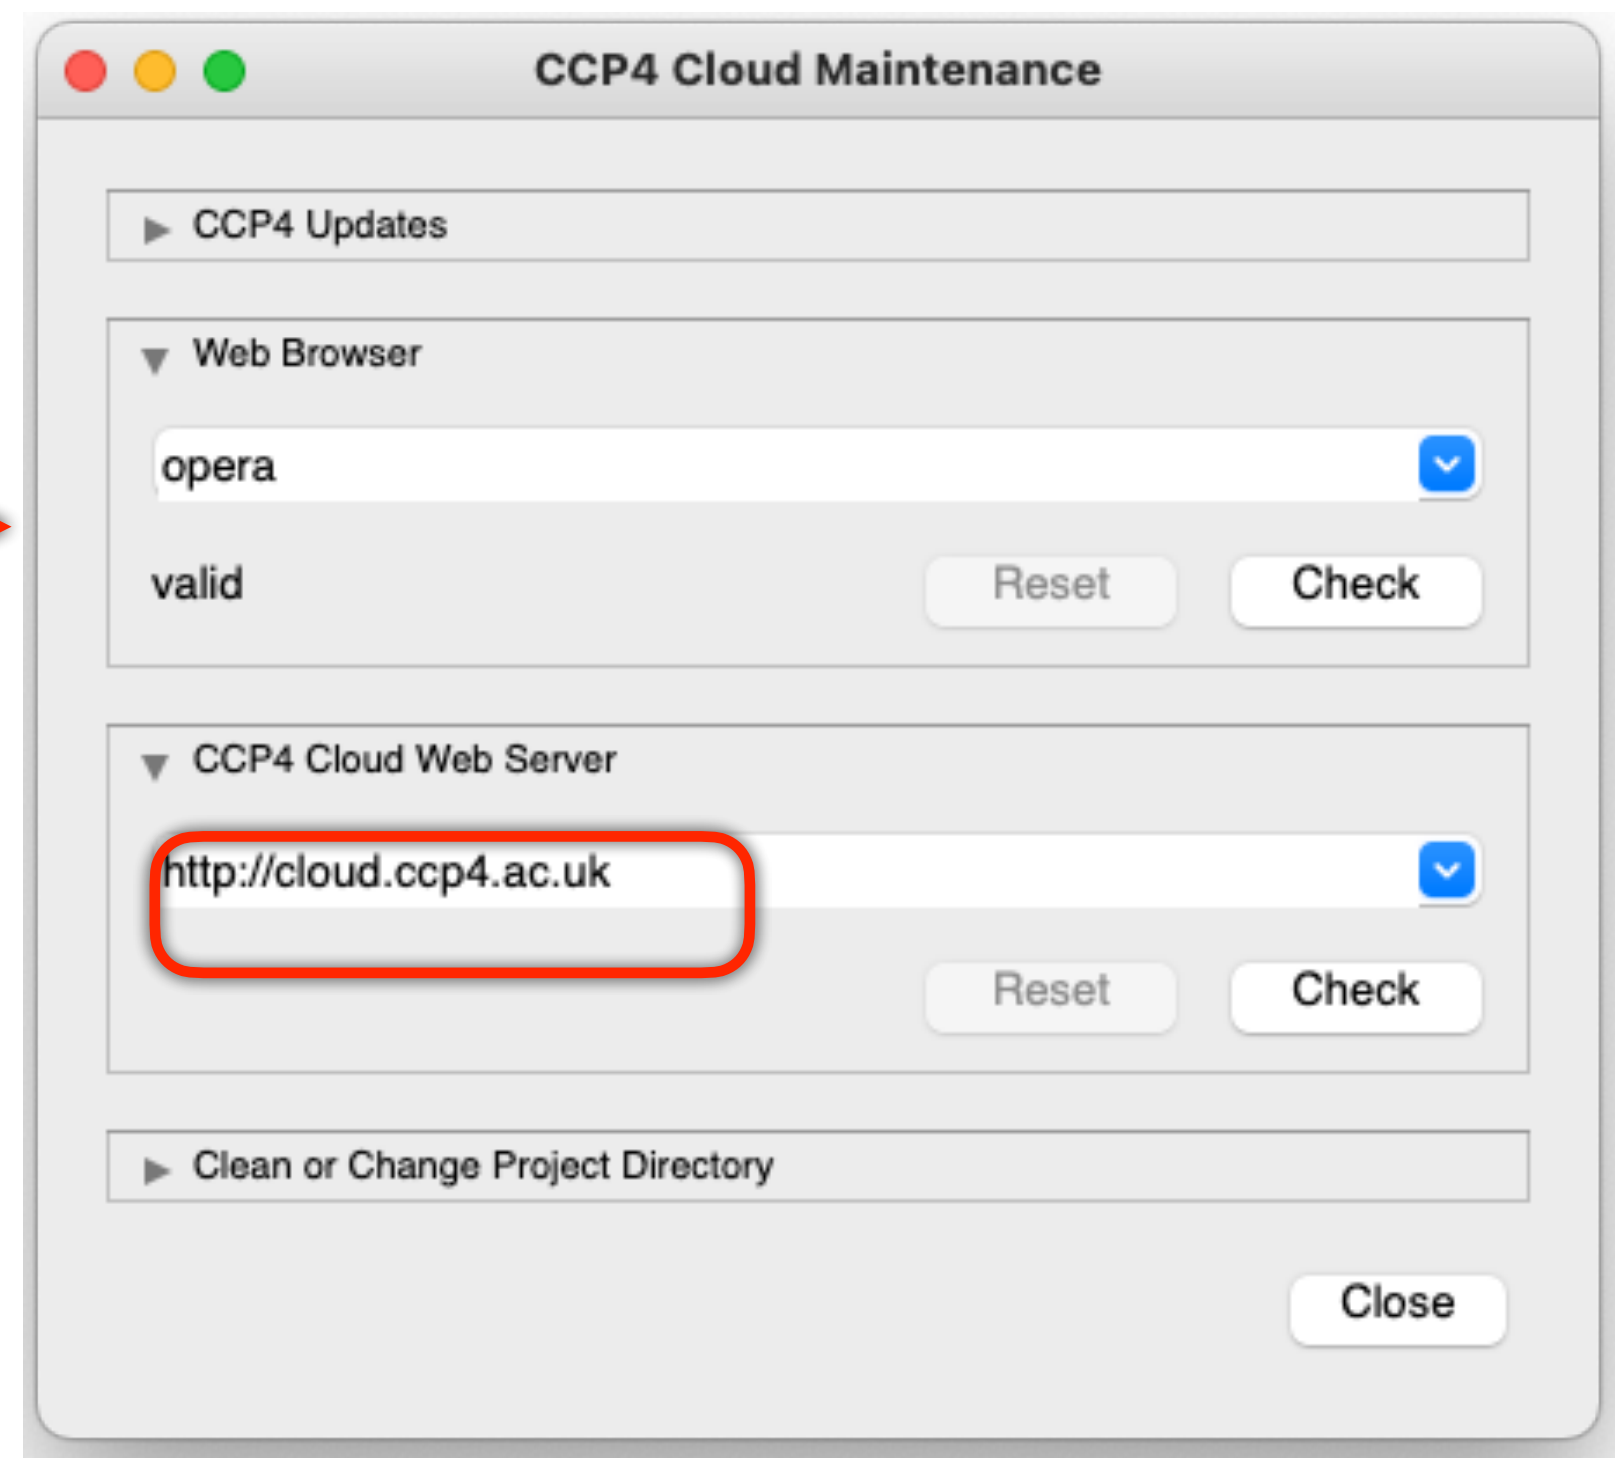 CCP4 Cloud Maintenance
CCP4 Updates
Web Browser
opera
valid
Reset
Check
CCP4 Cloud Web Server
http://cloud.ccp4.ac.uk
Reset
Check
Clean or Change Project Directory
Close